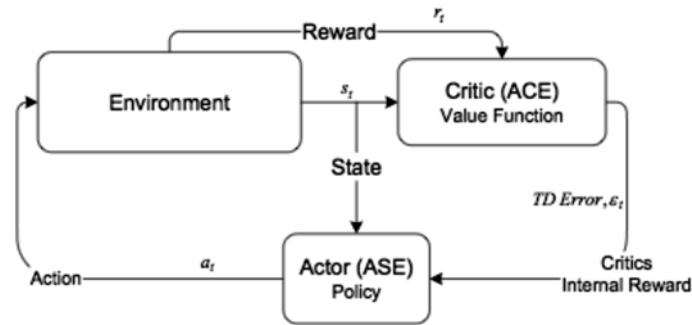 Reward
r_t
Environment
s_t
Critic (ACE)
Value Function
State
TD Error, ε_t
Critics
Internal Reward
Actor (ASE)
Policy
a_t
Action